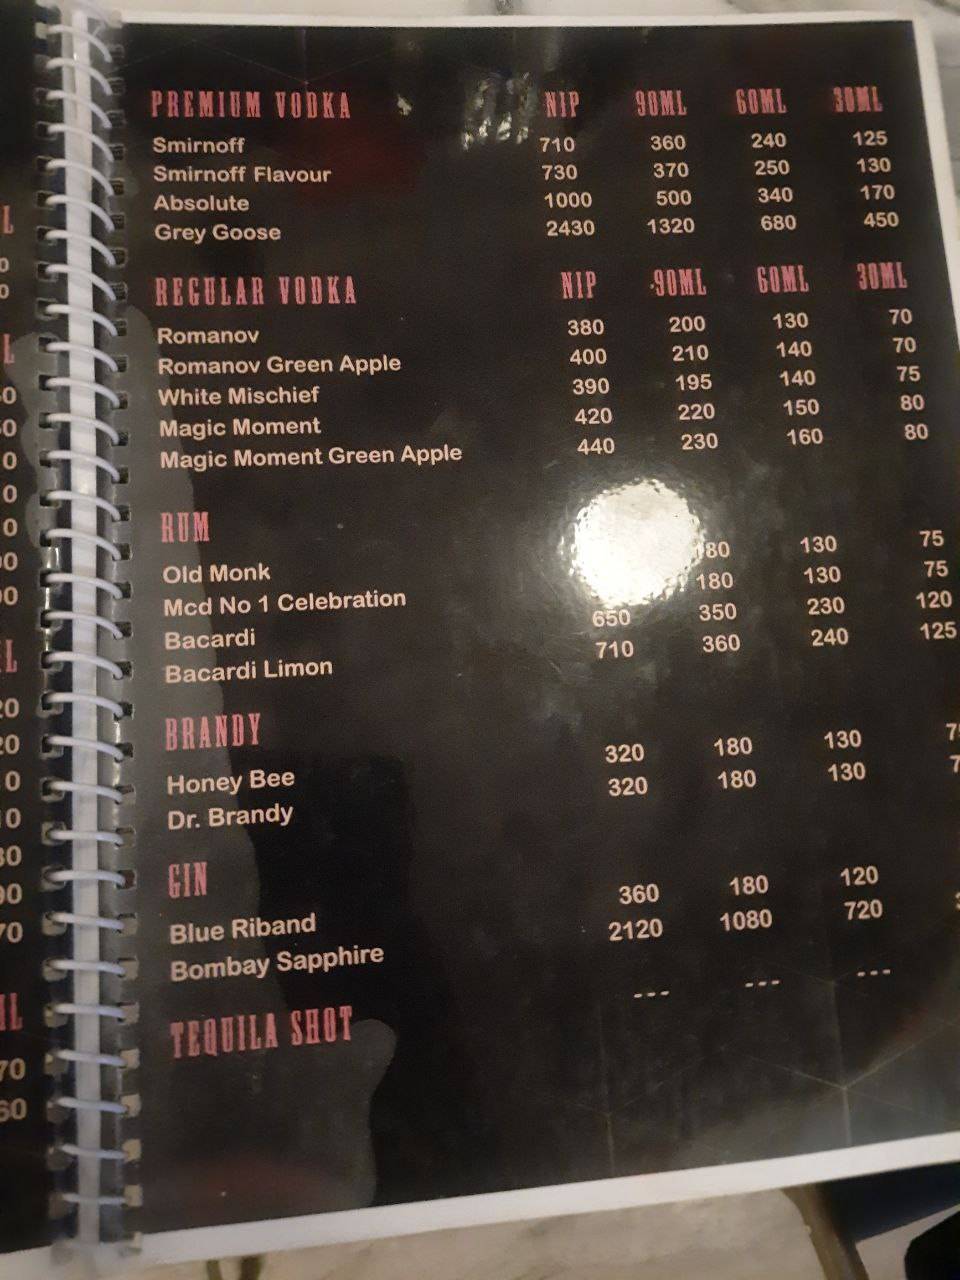 PREMIUM VODKA NIP 90ML 60ML 30ML
Smirnoff 710 360 240 125
Smirnoff Flavour 730 370 250 130
Absolute 1000 500 340 170
Grey Goose 2430 1320 680 450
REGULAR VODKA NIP 90ML 60ML 30ML
Romanov 380 200 130 70
Romanov Green Apple 400 210 140 70
White Mischief 390 195 140 75
Magic Moment 420 220 150 80
Magic Moment Green Apple 440 230 160 80
RUM
Old Monk 180 130 75
Mcd No 1 Celebration 180 130 75
Bacardi 650 350 230 120
Bacardi Limon 710 360 240 125
BRANDY
Honey Bee 320 180 130
Dr. Brandy 320 180 130
GIN
Blue Riband 360 180 120
Bombay Sapphire 2120 1080 720
TEQUILA SHOT --- --- ---